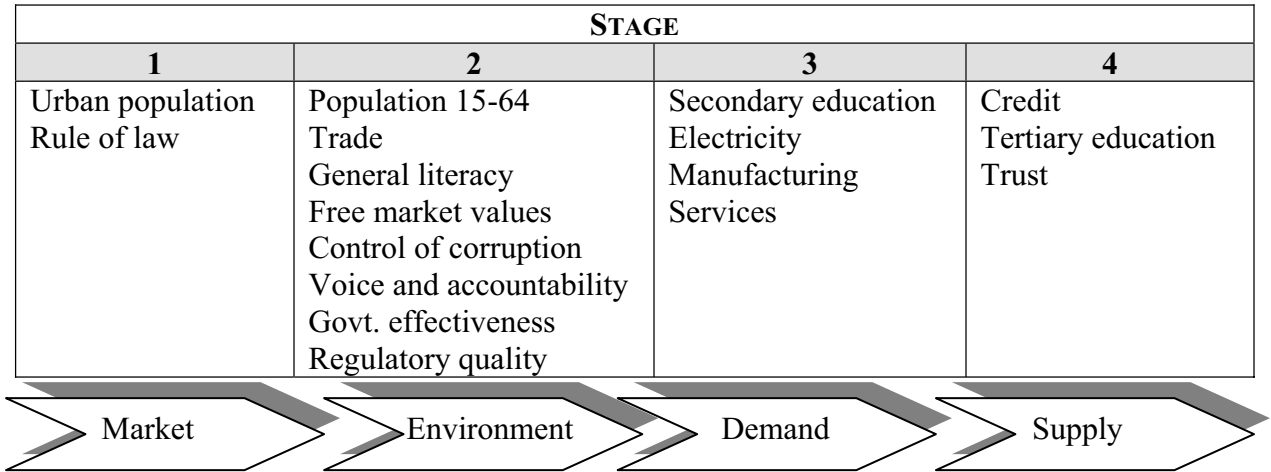 STAGE
1 2 3 4
Urban population Population 15-64 Secondary education Credit
Rule of law Trade Electricity Tertiary education
General literacy Manufacturing Trust
Free market values Services
Control of corruption
Voice and accountability
Govt. effectiveness
Regulatory quality
Market Environment Demand Supply